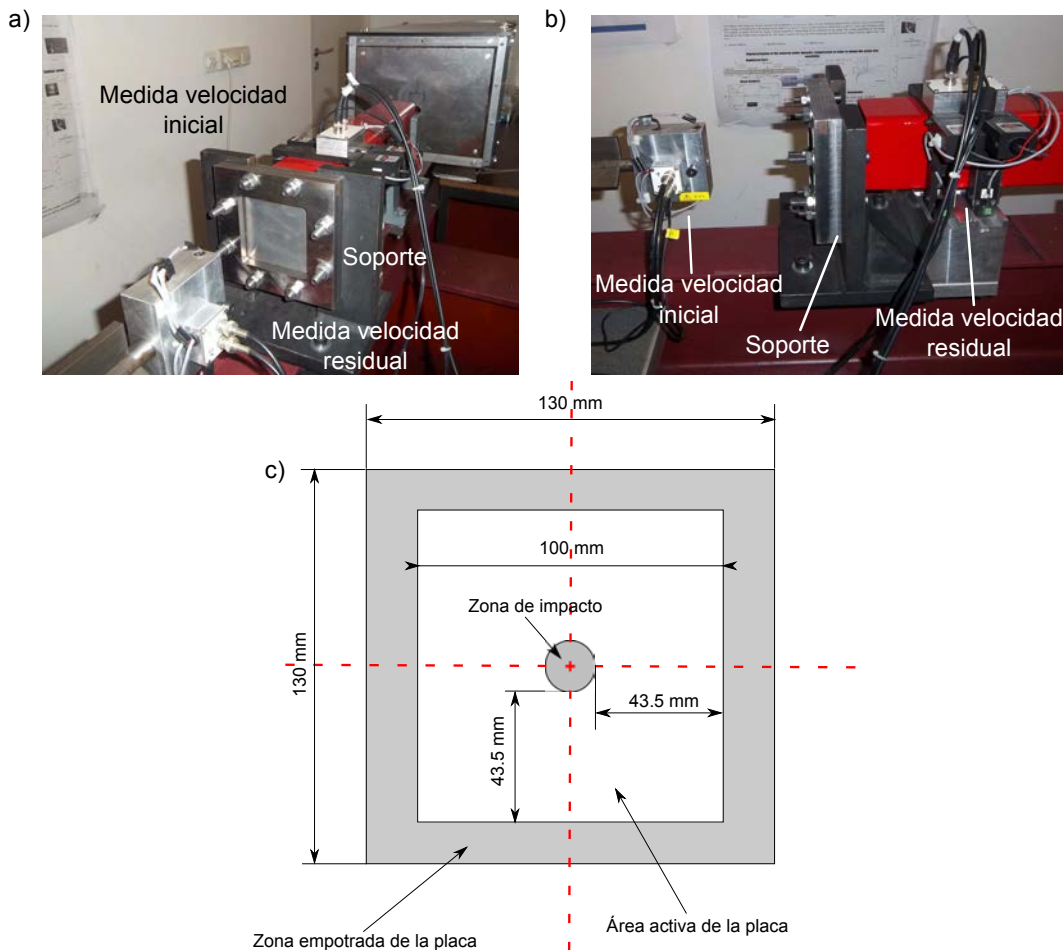 a)
Medida velocidad
inicial
Soporte
Medida velocidad
residual
b)
Medida velocidad
inicial
Soporte
Medida velocidad
residual
c)
130 mm
130 mm
100 mm
Zona de impacto
43.5 mm
43.5 mm
Zona empotrada de la placa
Área activa de la placa